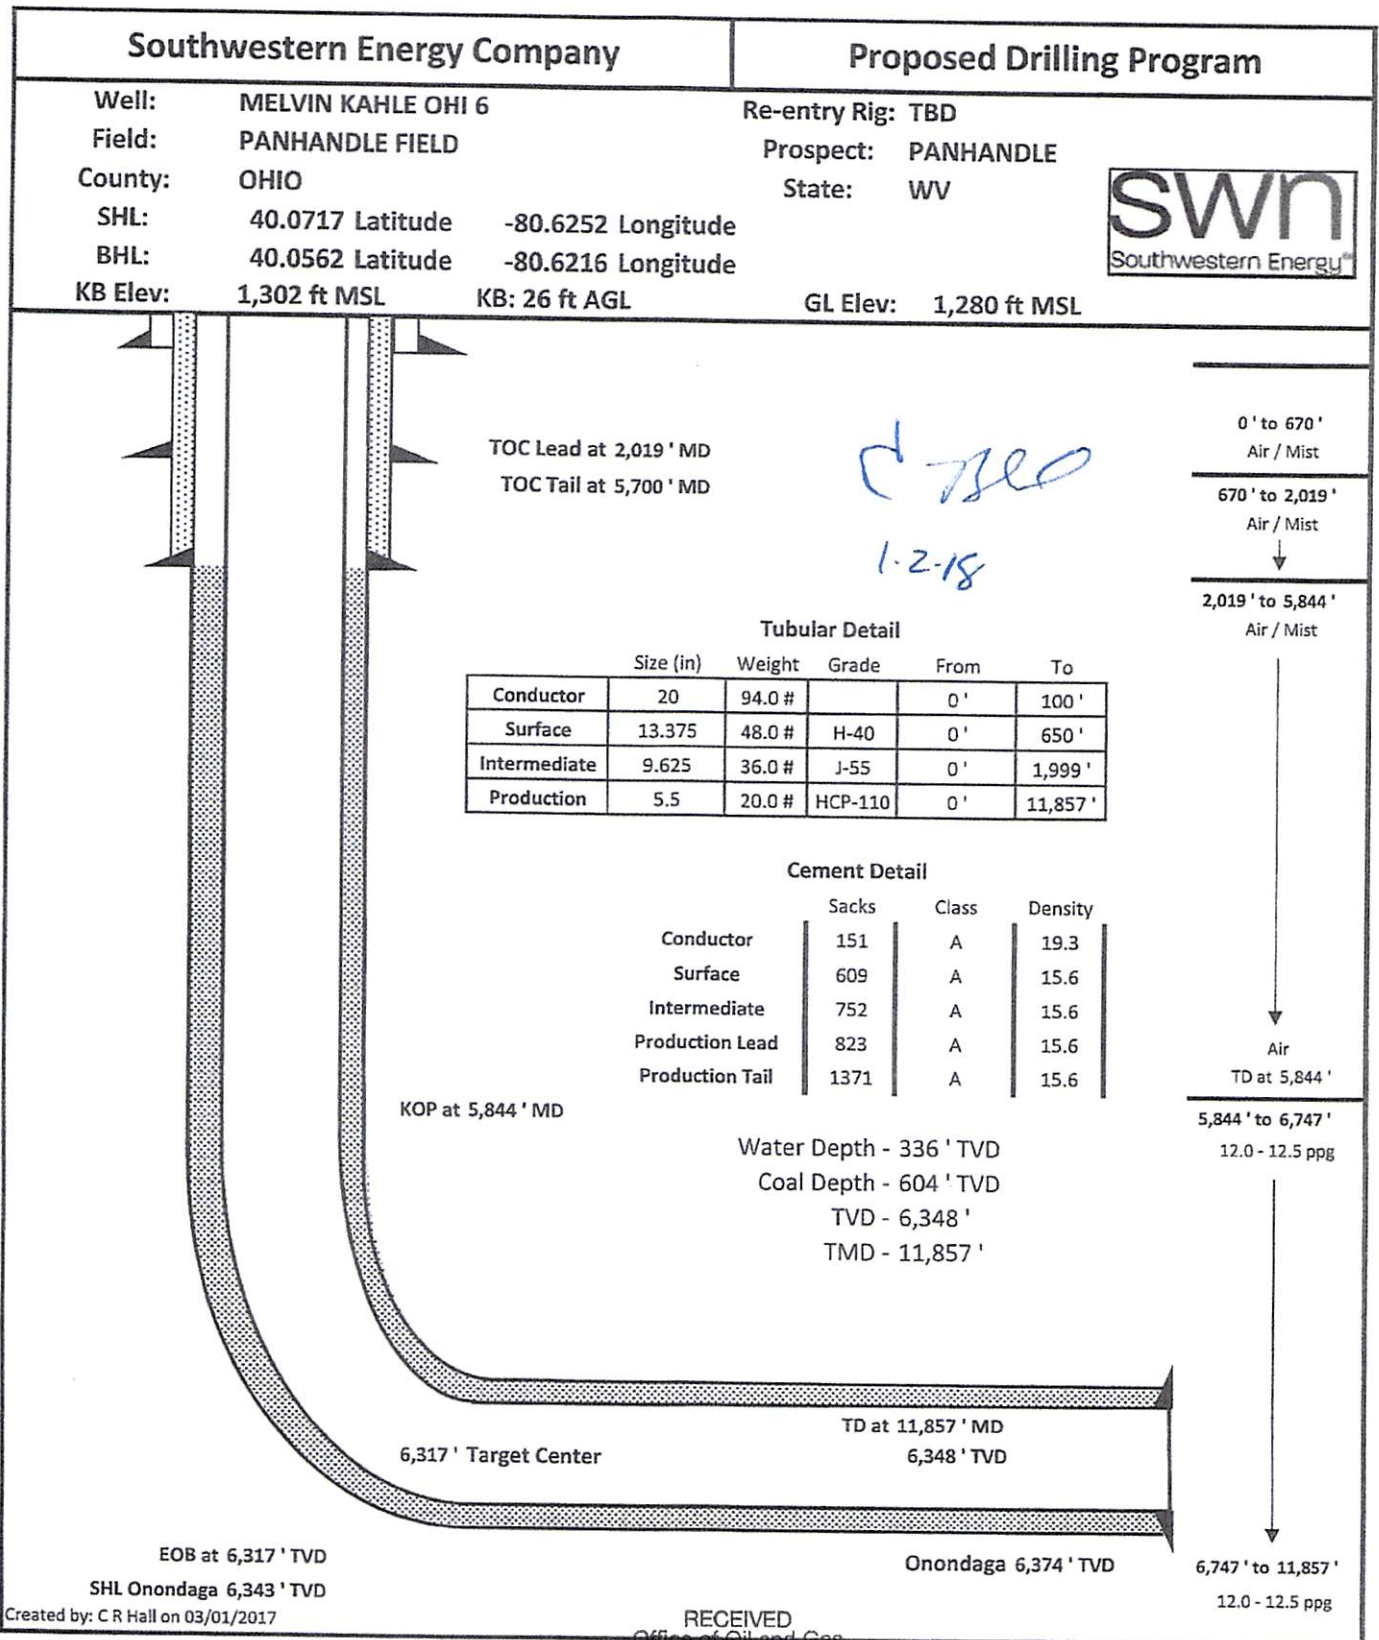 Southwestern Energy Company
Proposed Drilling Program
Well: MELVIN KAHLE OHI 6
Re-entry Rig: TBD
Field: PANHANDLE FIELD
Prospect: PANHANDLE
County: OHIO
State: WV
SHL: 40.0717 Latitude -80.6252 Longitude
BHL: 40.0562 Latitude -80.6216 Longitude
KB Elev: 1,302 ft MSL KB: 26 ft AGL GL Elev: 1,280 ft MSL
swn
Southwestern Energy®
0 ' to 670 '
Air / Mist
TOC Lead at 2,019 ' MD
TOC Tail at 5,700 ' MD
670 ' to 2,019 '
Air / Mist
1-2-18
2,019 ' to 5,844 '
Air / Mist
Tubular Detail
Size (in) Weight Grade From To
Conductor 20 94.0 # 0 ' 100 '
Surface 13.375 48.0 # H-40 0 ' 650 '
Intermediate 9.625 36.0 # J-55 0 ' 1,999 '
Production 5.5 20.0 # HCP-110 0 ' 11,857 '
Cement Detail
Sacks Class Density
Conductor 151 A 19.3
Surface 609 A 15.6
Intermediate 752 A 15.6
Production Lead 823 A 15.6
Production Tail 1371 A 15.6
Air
TD at 5,844 '
KOP at 5,844 ' MD
5,844 ' to 6,747 '
12.0 - 12.5 ppg
Water Depth - 336 ' TVD
Coal Depth - 604 ' TVD
TVD - 6,348 '
TMD - 11,857 '
TD at 11,857 ' MD
6,348 ' TVD
6,317 ' Target Center
EOB at 6,317 ' TVD
SHL Onondaga 6,343 ' TVD
Onondaga 6,374 ' TVD
6,747 ' to 11,857 '
12.0 - 12.5 ppg
Created by: C R Hall on 03/01/2017
RECEIVED
Office of Oil and Gas